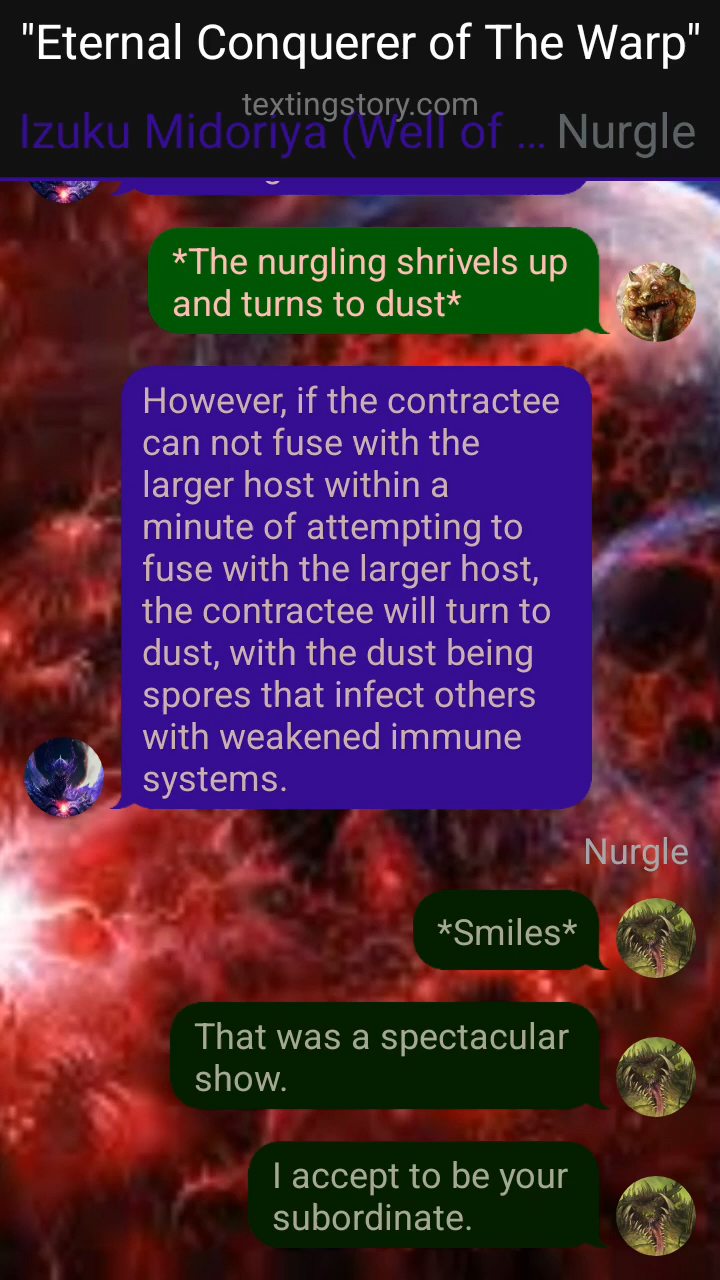 "Eternal Conquerer of The Warp"
textingstory.com
Izuku Midoriya (Well of ... Nurgle
*The nurgling shrivels up
and turns to dust*
However, if the contractee
can not fuse with the
larger host within a
minute of attempting to
fuse with the larger host,
the contractee will turn to
dust, with the dust being
spores that infect others
with weakened immune
systems.
Nurgle
*Smiles*
That was a spectacular
show.
I accept to be your
subordinate.